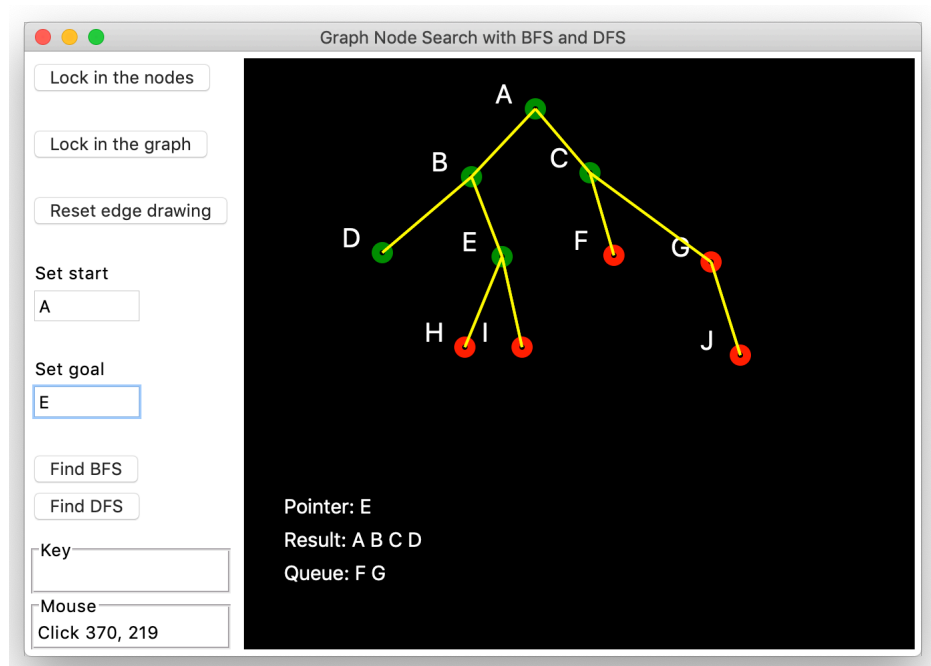 Graph Node Search with BFS and DFS
Lock in the nodes
Lock in the graph
Reset edge drawing
Set start
A
Set goal
E
Find BFS
Find DFS
Key
Mouse
Click 370, 219
A
B
C
D
E
F
G
H
I
J
Pointer: E
Result: A B C D
Queue: F G